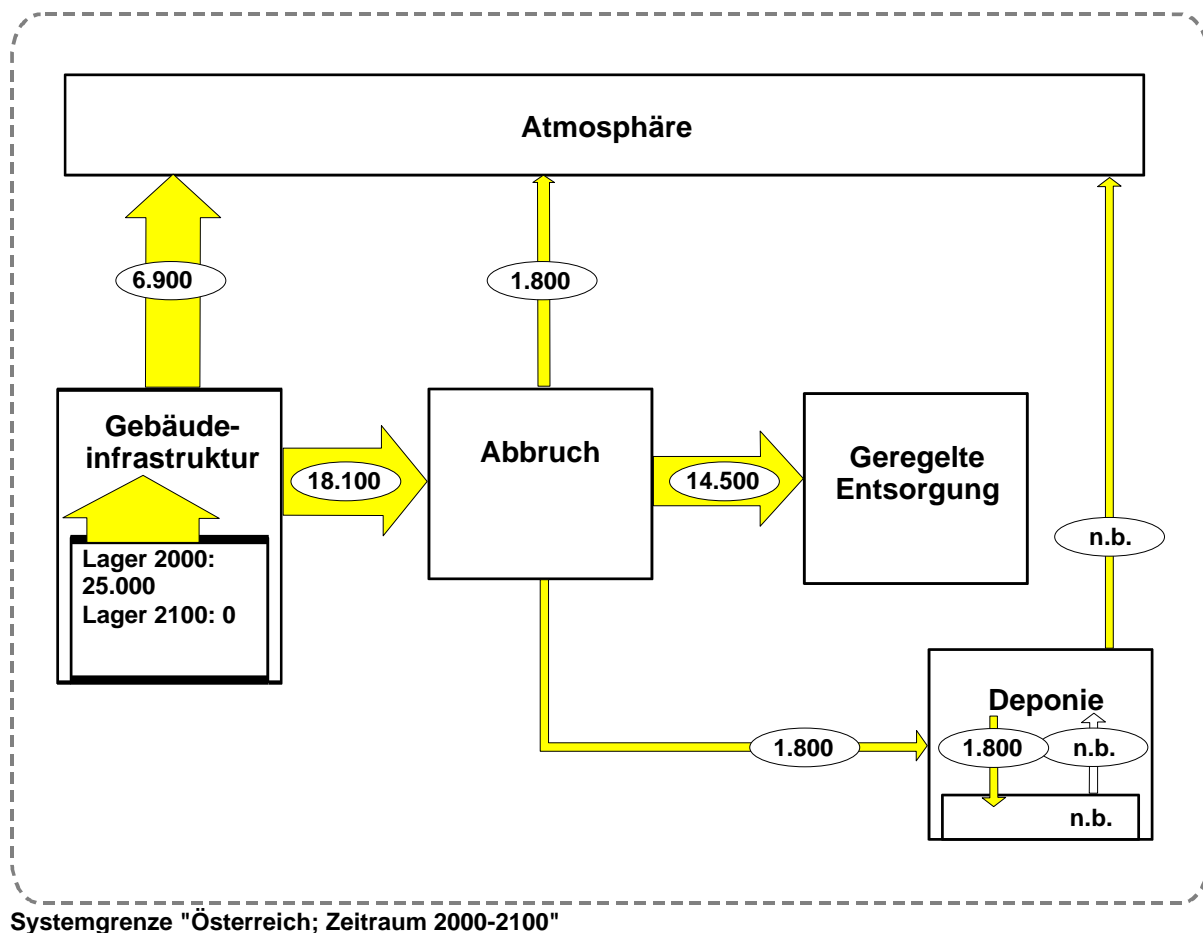 Atmosphäre
6.900
1.800
Gebäude-
infrastruktur
18.100
Abbruch
14.500
Geregelte
Entsorgung
n.b.
Lager 2000:
25.000
Lager 2100: 0
Deponie
1.800
1.800
n.b.
n.b.
Systemgrenze "Österreich; Zeitraum 2000-2100"